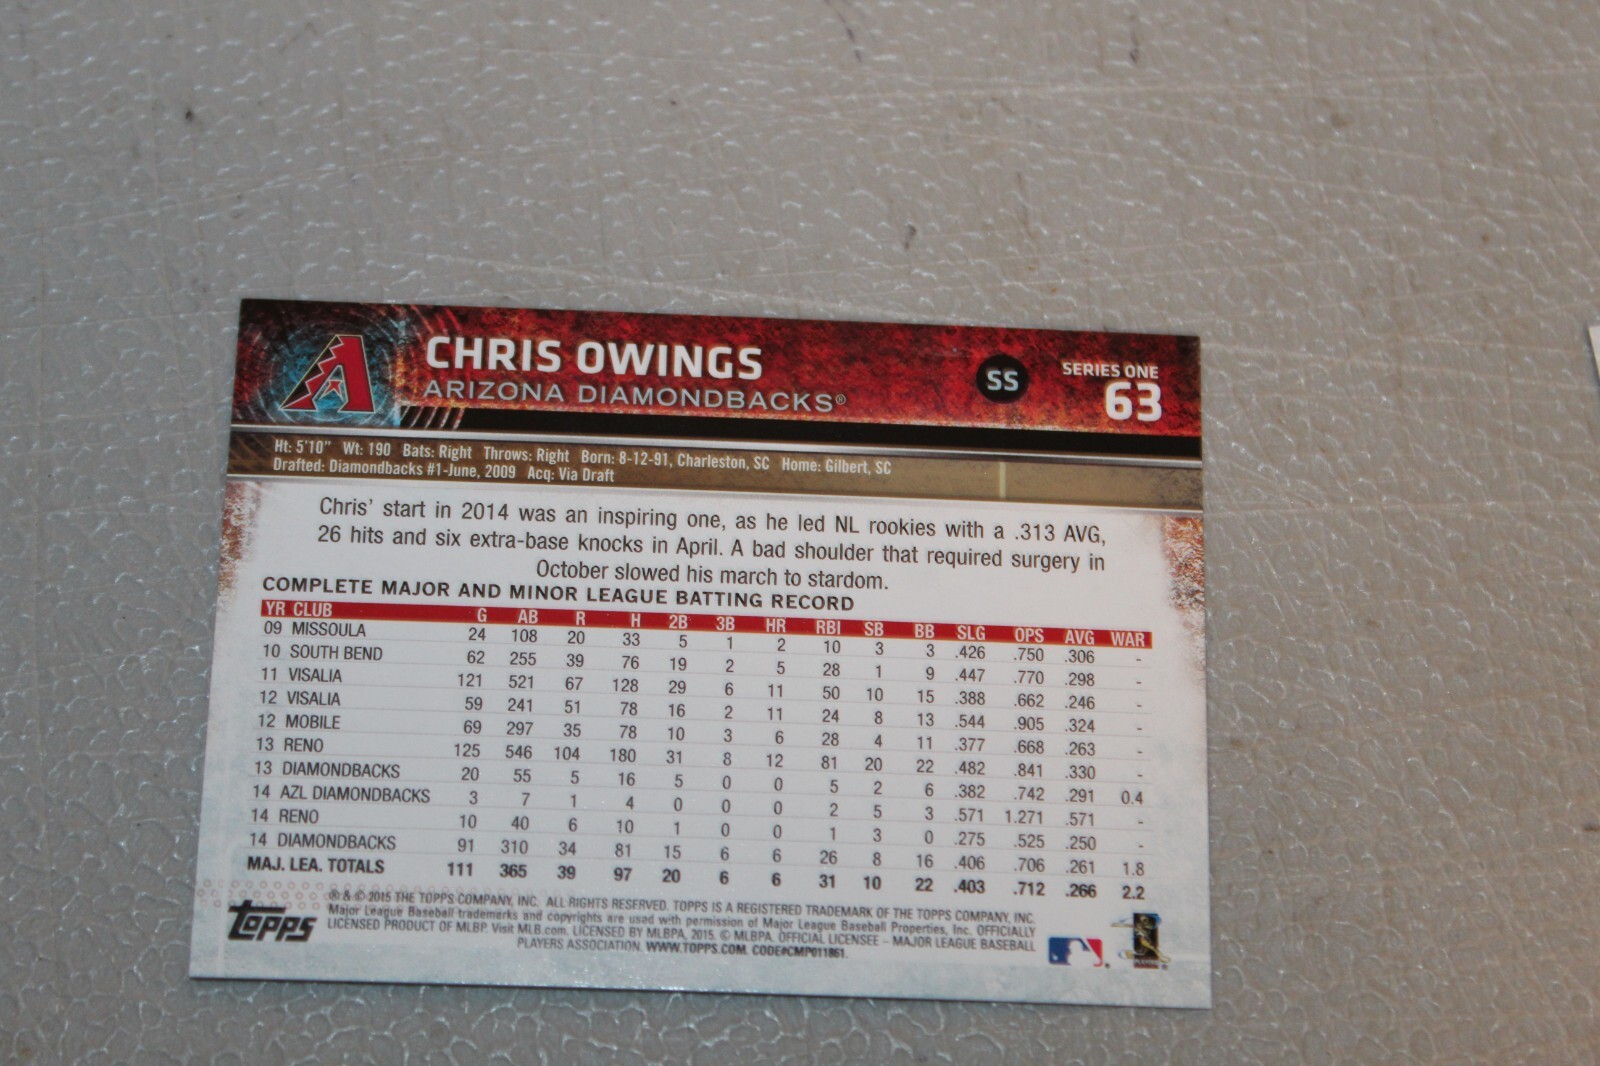 CHRIS OWINGS
ARIZONA DIAMONDBACKS®
SS
SERIES ONE
63
Ht: 5'10" Wt: 190 Bats: Right Throws: Right Born: 8-12-91, Charleston, SC Home: Gilbert, SC
Drafted: Diamondbacks #1-June, 2009 Acq: Via Draft
Chris' start in 2014 was an inspiring one, as he led NL rookies with a .313 AVG,
26 hits and six extra-base knocks in April. A bad shoulder that required surgery in
October slowed his march to stardom.
COMPLETE MAJOR AND MINOR LEAGUE BATTING RECORD
YR CLUB G AB R H 2B 3B HR RBI SB BB SLG OPS AVG WAR
09 MISSOULA 24 108 20 33 5 1 2 10 3 3 .426 .750 .306 -
10 SOUTH BEND 62 255 39 76 19 2 5 28 1 9 .447 .770 .298 -
11 VISALIA 121 521 67 128 29 6 11 50 10 15 .388 .662 .246 -
12 VISALIA 59 241 51 78 16 2 11 24 8 13 .544 .905 .324 -
12 MOBILE 69 297 35 78 10 3 6 28 4 11 .377 .668 .263 -
13 RENO 125 546 104 180 31 8 12 81 20 22 .482 .841 .330 -
13 DIAMONDBACKS 20 55 5 16 5 0 0 5 2 6 .382 .742 .291 0.4
14 AZL DIAMONDBACKS 3 7 1 4 0 0 0 2 5 3 .571 1.271 .571 -
14 RENO 10 40 6 10 1 0 0 1 3 0 .275 .525 .250 -
14 DIAMONDBACKS 91 310 34 81 15 6 6 26 8 16 .406 .706 .261 1.8
MAJ. LEA. TOTALS 111 365 39 97 20 6 6 31 10 22 .403 .712 .266 2.2
topps
® & © 2015 THE TOPPS COMPANY, INC. ALL RIGHTS RESERVED. TOPPS IS A REGISTERED TRADEMARK OF THE TOPPS COMPANY, INC.
Major League Baseball trademarks and copyrights are used with permission of Major League Baseball Properties, Inc. OFFICIALLY
LICENSED PRODUCT OF MLBP. Visit MLB.com. LICENSED BY MLBPA, 2015. © MLBPA. OFFICIAL LICENSEE – MAJOR LEAGUE BASEBALL
PLAYERS ASSOCIATION. WWW.TOPPS.COM. CODE#CMP011861.